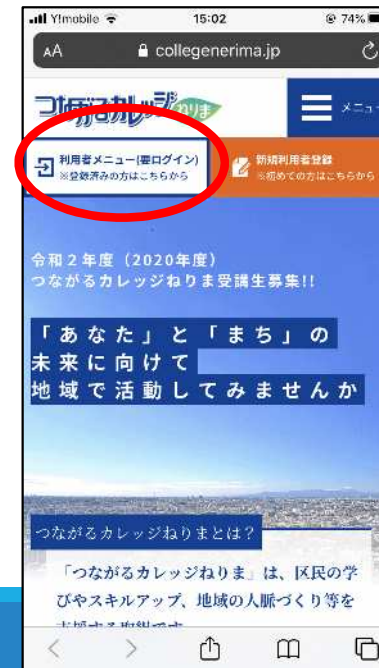 Y!mobile 15:02 74%
AA collegenerima.jp
つながるカレッジねりま
メニュー
利用者メニュー(要ログイン)
※登録済みの方はこちらから
新規利用者登録
※初めての方はこちらから
令和２年度（2020年度）
つながるカレッジねりま受講生募集!!
「あなた」と「まち」の
未来に向けて
地域で活動してみませんか
つながるカレッジねりまとは？
「つながるカレッジねりま」は、区民の学
びやスキルアップ、地域の人脈づくり等を
支援する取組です